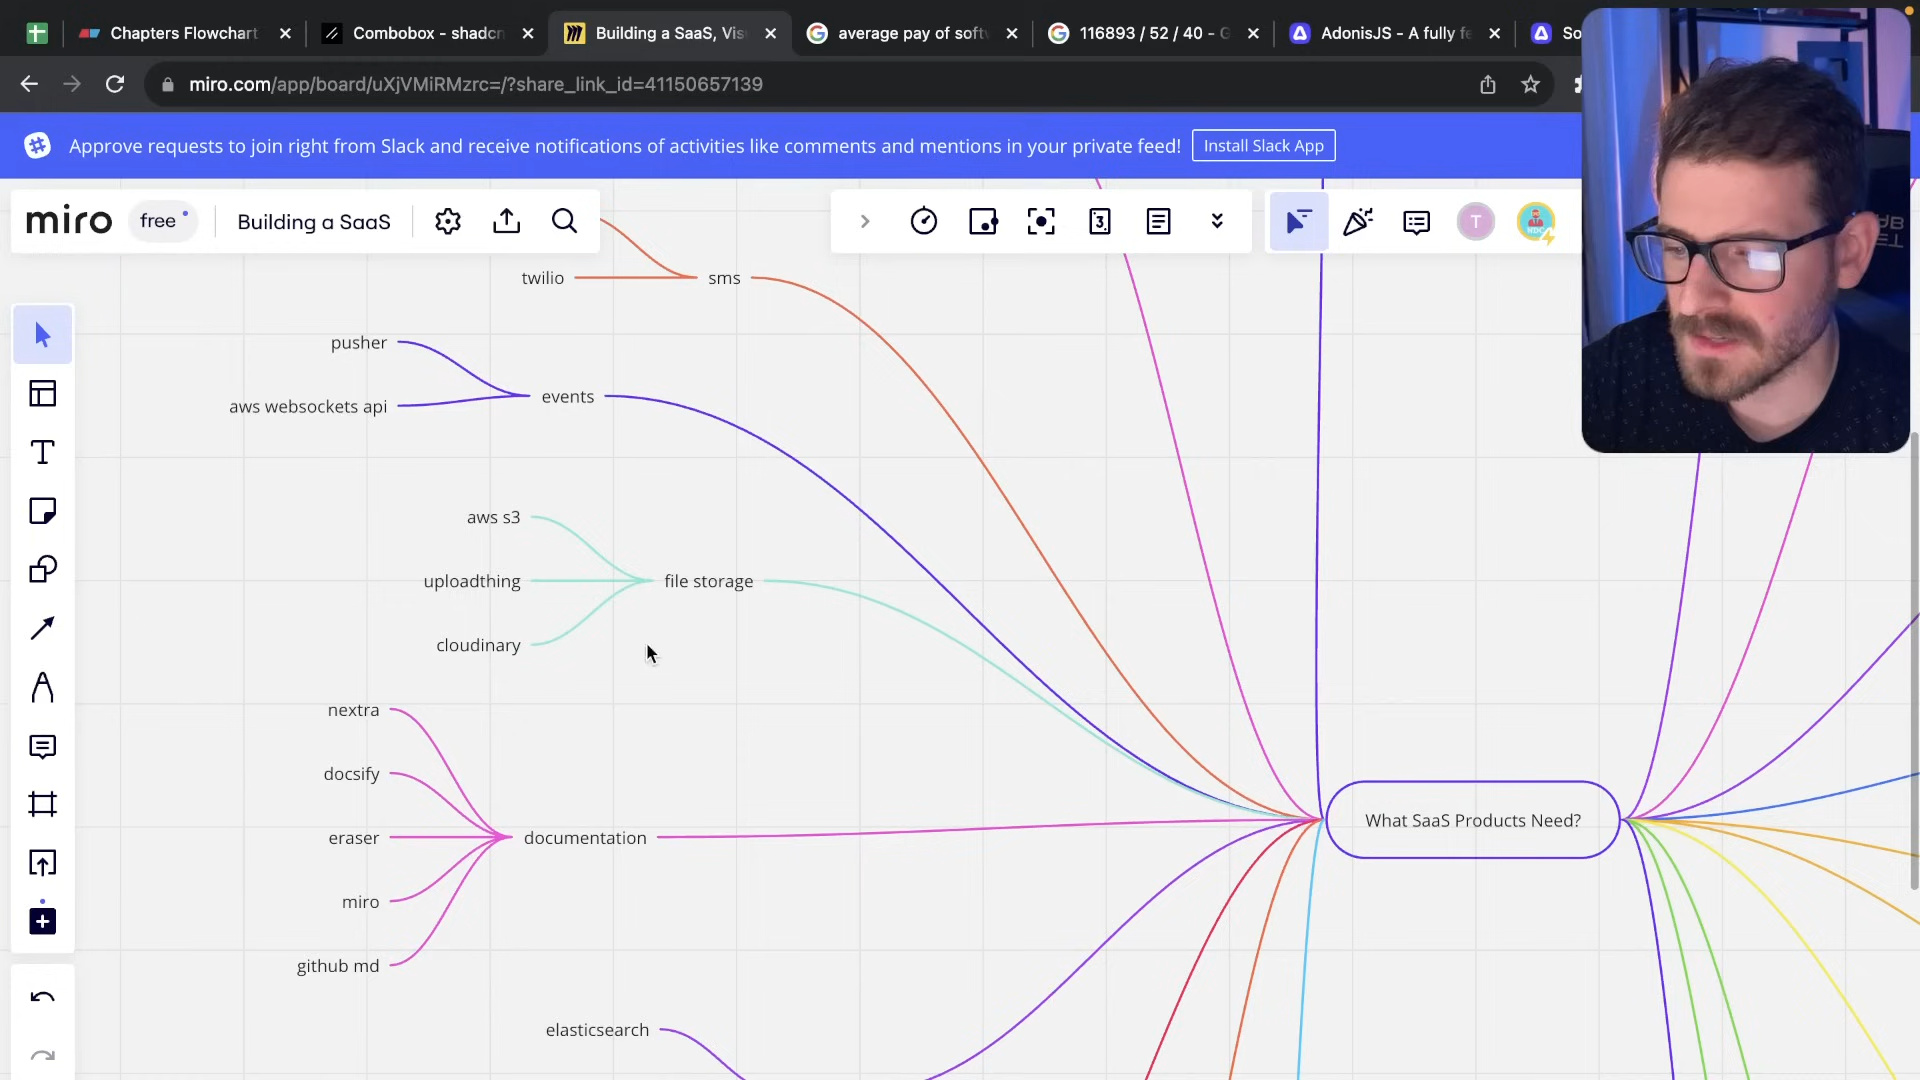 Chapters Flowchart
Combobox - shadcn
Building a SaaS, Vis
average pay of soft
116893 / 52 / 40 - G
AdonisJS - A fully fe
So
miro.com/app/board/uXjVMiRMzrc=/?share_link_id=41150657139
Approve requests to join right from Slack and receive notifications of activities like comments and mentions in your private feed!
Install Slack App
miro
free
Building a SaaS
3
T
twilio
sms
pusher
events
aws websockets api
aws s3
uploadthing
file storage
cloudinary
nextra
docsify
eraser
documentation
What SaaS Products Need?
miro
github md
elasticsearch